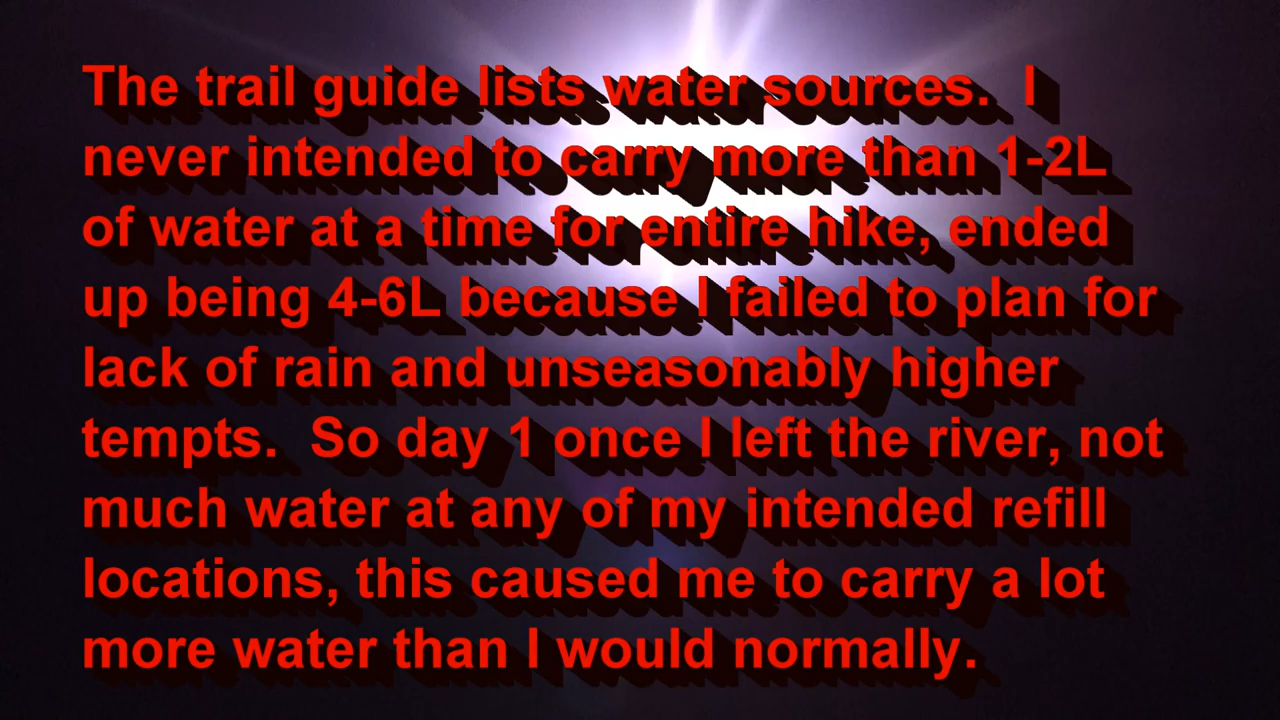 The trail guide lists water sources.  I
never intended to carry more than 1-2L
of water at a time for entire hike, ended
up being 4-6L because I failed to plan for
lack of rain and unseasonably higher
tempts.  So day 1 once I left the river, not
much water at any of my intended refill
locations, this caused me to carry a lot
more water than I would normally.